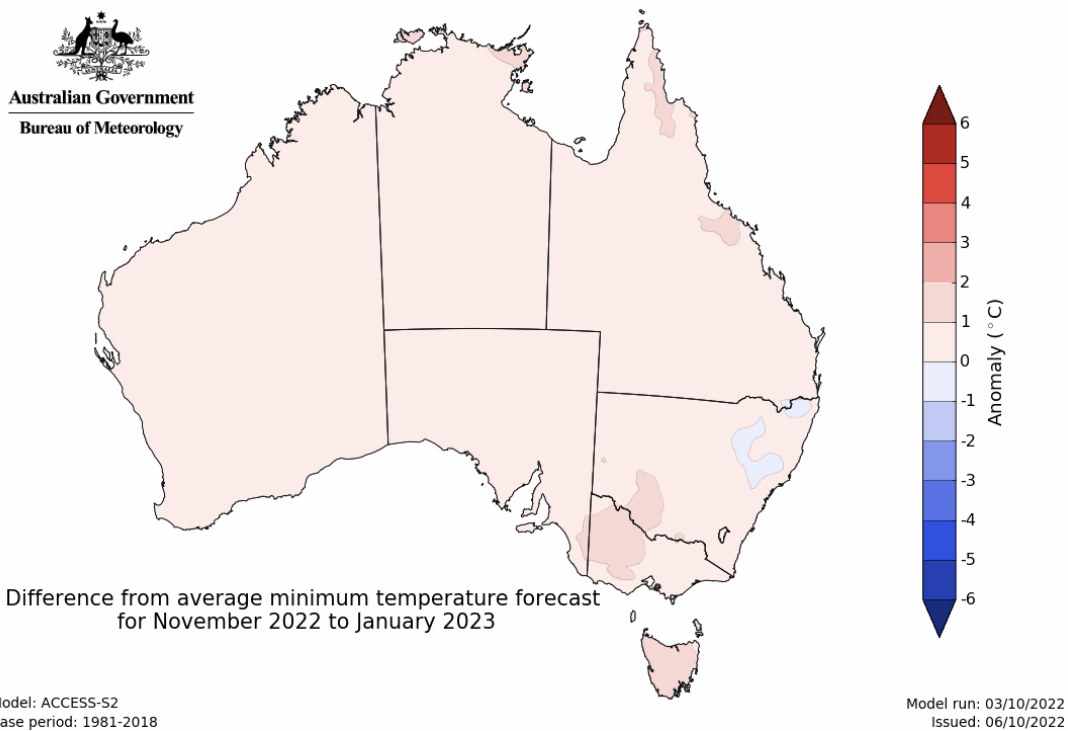 Australian Government
Bureau of Meteorology
6
5
4
3
2
1
0
-1
-2
-3
-4
-5
-6
Anomaly (°C)
Difference from average minimum temperature forecast
for November 2022 to January 2023
odel: ACCESS-S2
ase period: 1981-2018
Model run: 03/10/2022
Issued: 06/10/2022